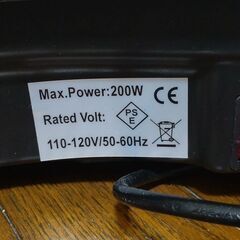 Max.Power:200W CE
Rated Volt: PS E
110-120V/50-60Hz